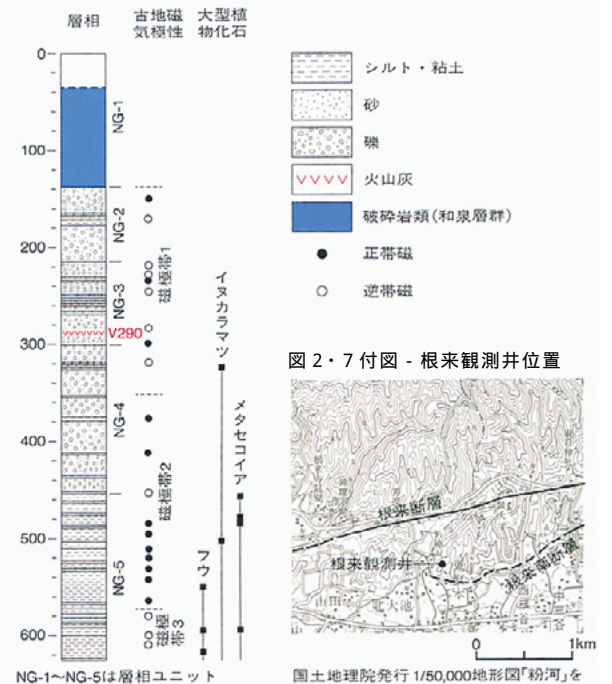 層相
古地磁気極性
大型植物化石
0
100
200
300
400
500
600
NG-1
NG-2
NG-3
NG-4
NG-5
V290
磁極帯1
磁極帯2
磁極帯3
イヌカラマツ
メタセコイア
フウ
NG-1〜NG-5は層相ユニット
シルト・粘土
砂
礫
火山灰
破砕岩類(和泉層群)
正帯磁
逆帯磁
図2・7付図 - 根来観測井位置
根来断層
根来観測井
根来南断層
大池
0 1km
国土地理院発行1/50,000地形図「粉河」を